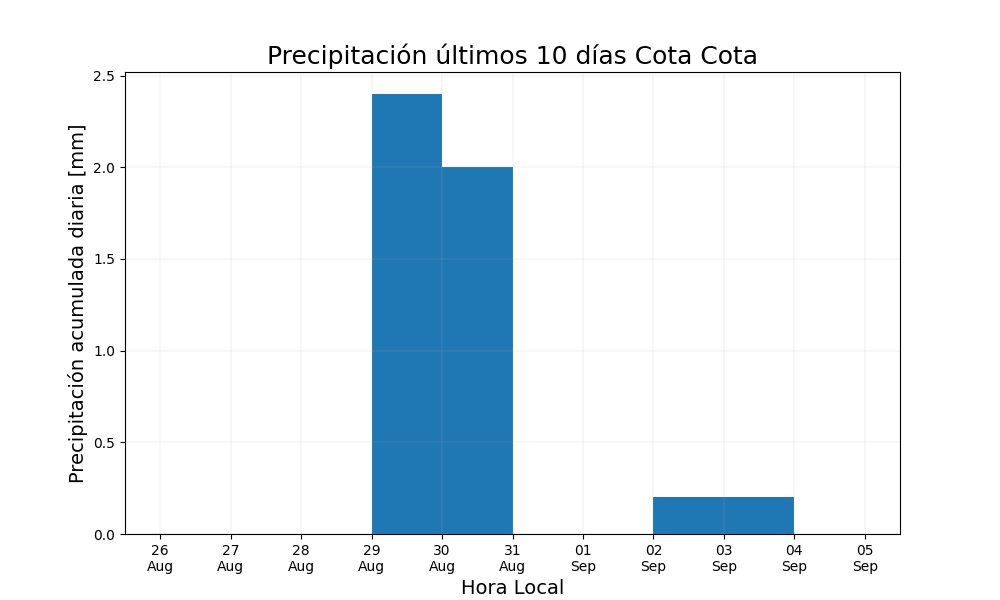 Precipitación últimos 10 días Cota Cota
Precipitación acumulada diaria [mm]
2.5
2.0
1.5
1.0
0.5
0.0
26 27 28 29 30 31 01 02 03 04 05
Aug Aug Aug Aug Aug Aug Sep Sep Sep Sep Sep
Hora Local